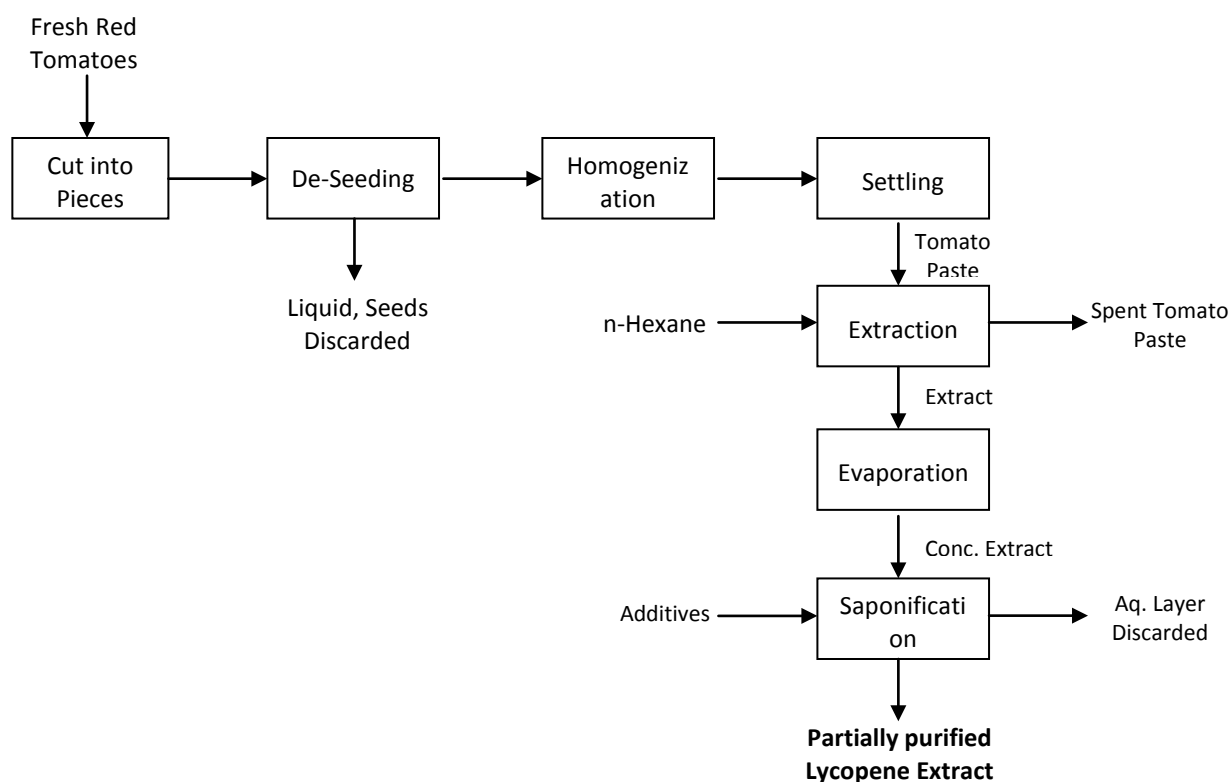 Fresh Red
Tomatoes
Cut into
Pieces
De-Seeding
Homogeniz
ation
Settling
Liquid, Seeds
Discarded
Tomato
Paste
n-Hexane
Extraction
Spent Tomato
Paste
Extract
Evaporation
Conc. Extract
Additives
Saponificati
on
Aq. Layer
Discarded
Partially purified
Lycopene Extract